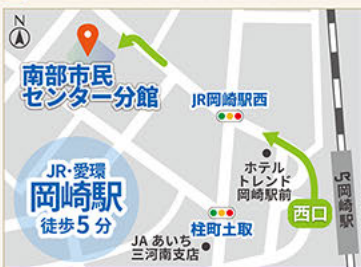 N
南部市民
センター分館
JR岡崎駅西
JR・愛環
岡崎駅
徒歩5分
ホテル
トレンド
岡崎駅前
西口
JR岡崎駅
柱町土取
JA あいち
三河南支店